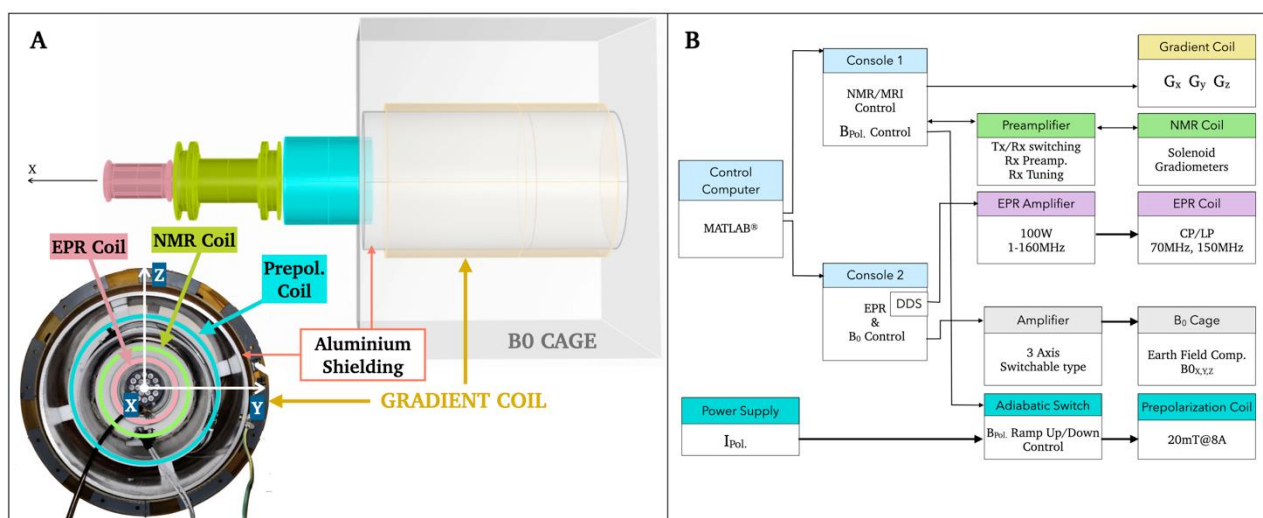 A
X
EPR Coil
NMR Coil
Prepol.
Coil
Z
X
Y
Aluminium
Shielding
B0 CAGE
GRADIENT COIL
B
Control
Computer
MATLAB®
Console 1
NMR/MRI
Control
BPol. Control
Console 2
DDS
EPR
&
B0 Control
Power Supply
IPol.
Gradient Coil
Gx Gy Gz
Preamplifier
Tx/Rx switching
Rx Preamp.
Rx Tuning
NMR Coil
Solenoid
Gradiometers
EPR Amplifier
100W
1-160MHz
EPR Coil
CP/LP
70MHz, 150MHz
Amplifier
3 Axis
Switchable type
B0 Cage
Earth Field Comp.
B0X,Y,Z
Adiabatic Switch
BPol. Ramp Up/Down
Control
Prepolarization Coil
20mT@8A